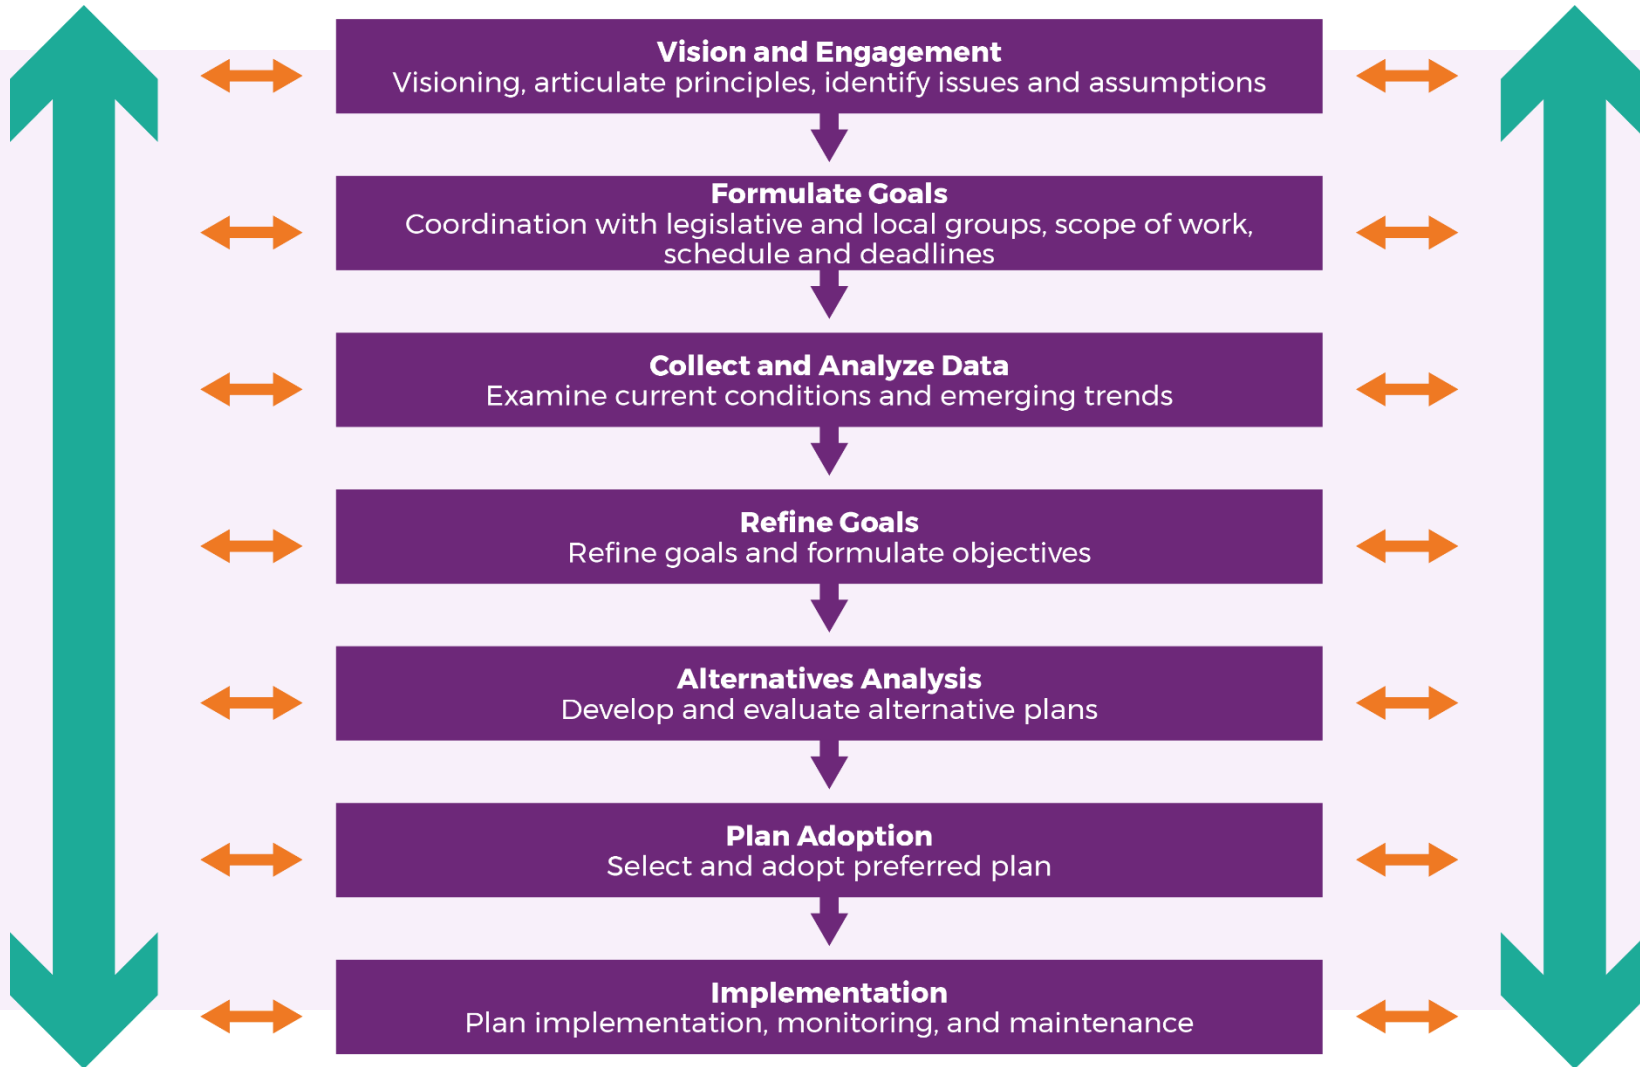 Vision and Engagement
Visioning, articulate principles, identify issues and assumptions
Formulate Goals
Coordination with legislative and local groups, scope of work,
schedule and deadlines
Collect and Analyze Data
Examine current conditions and emerging trends
Refine Goals
Refine goals and formulate objectives
Alternatives Analysis
Develop and evaluate alternative plans
Plan Adoption
Select and adopt preferred plan
Implementation
Plan implementation, monitoring, and maintenance